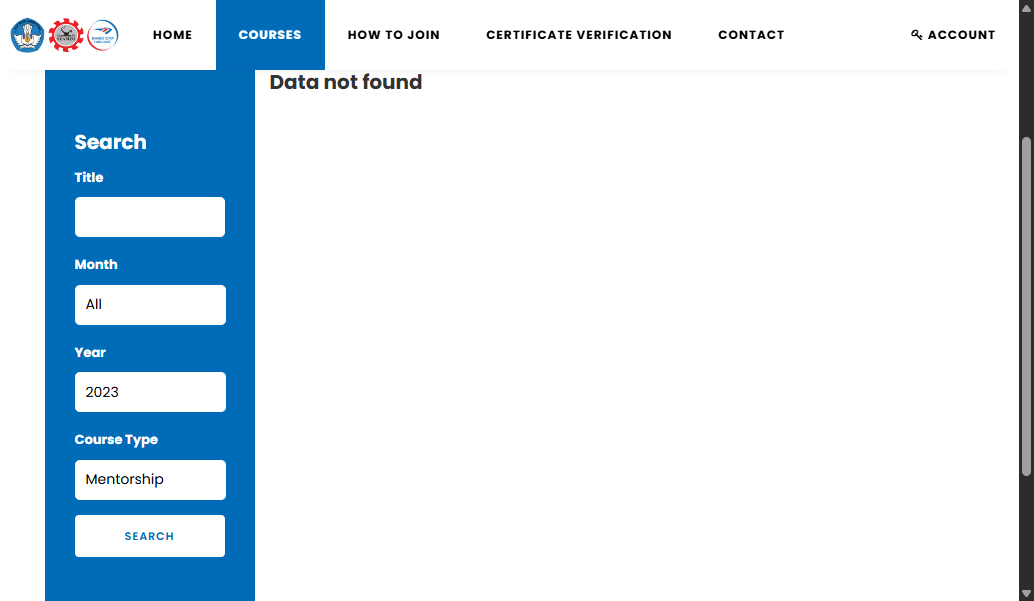 HOME
COURSES
HOW TO JOIN
CERTIFICATE VERIFICATION
CONTACT
ACCOUNT
Data not found
Search
Title
Month
All
Year
2023
Course Type
Mentorship
SEARCH